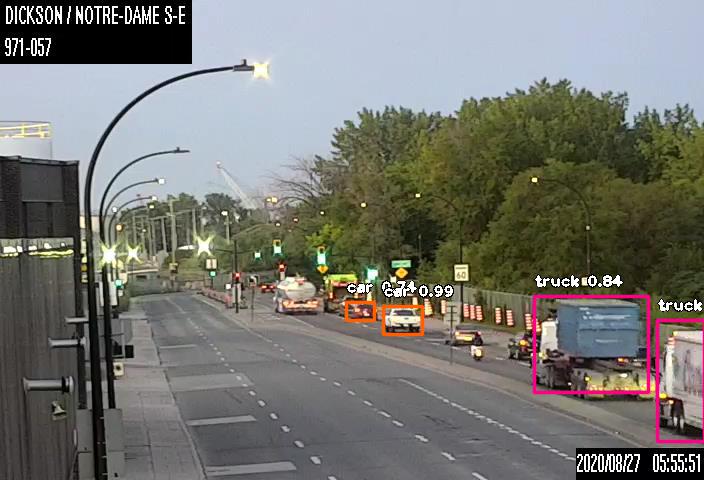 DICKSON / NOTRE-DAME S-E
971-057
truck 0.84
car 0.74
car 0.99
truck
60
2020/08/27 05:55:51